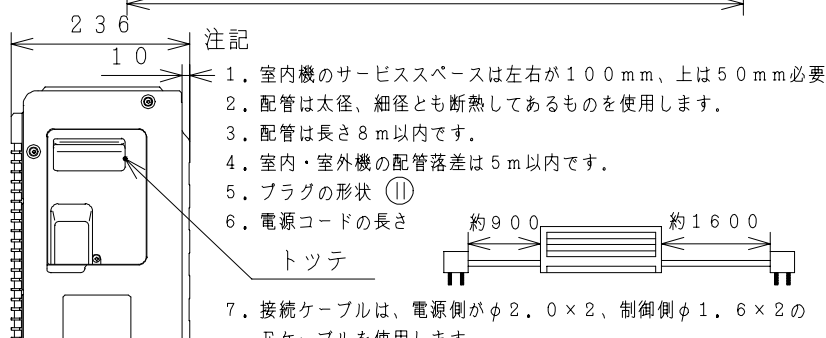 236
10
注記
1．室内機のサービススペースは左右が100mm、上は50mm必要
2．配管は太径、細径とも断熱してあるものを使用します。
3．配管は長さ8m以内です。
4．室内・室外機の配管落差は5m以内です。
5．プラグの形状
6．電源コードの長さ 約900 約1600
トッテ
7．接続ケーブルは、電源側がφ2．0×2、制御側φ1．6×2の